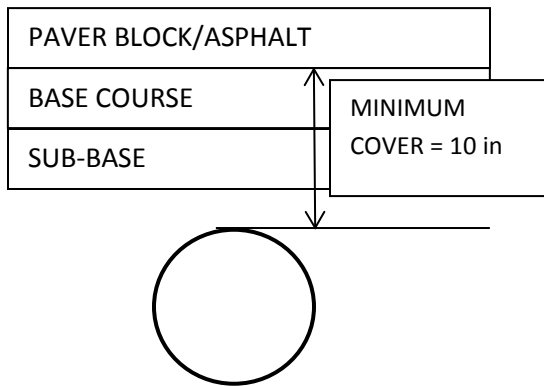 PAVER BLOCK/ASPHALT
BASE COURSE
MINIMUM
COVER = 10 in
SUB-BASE